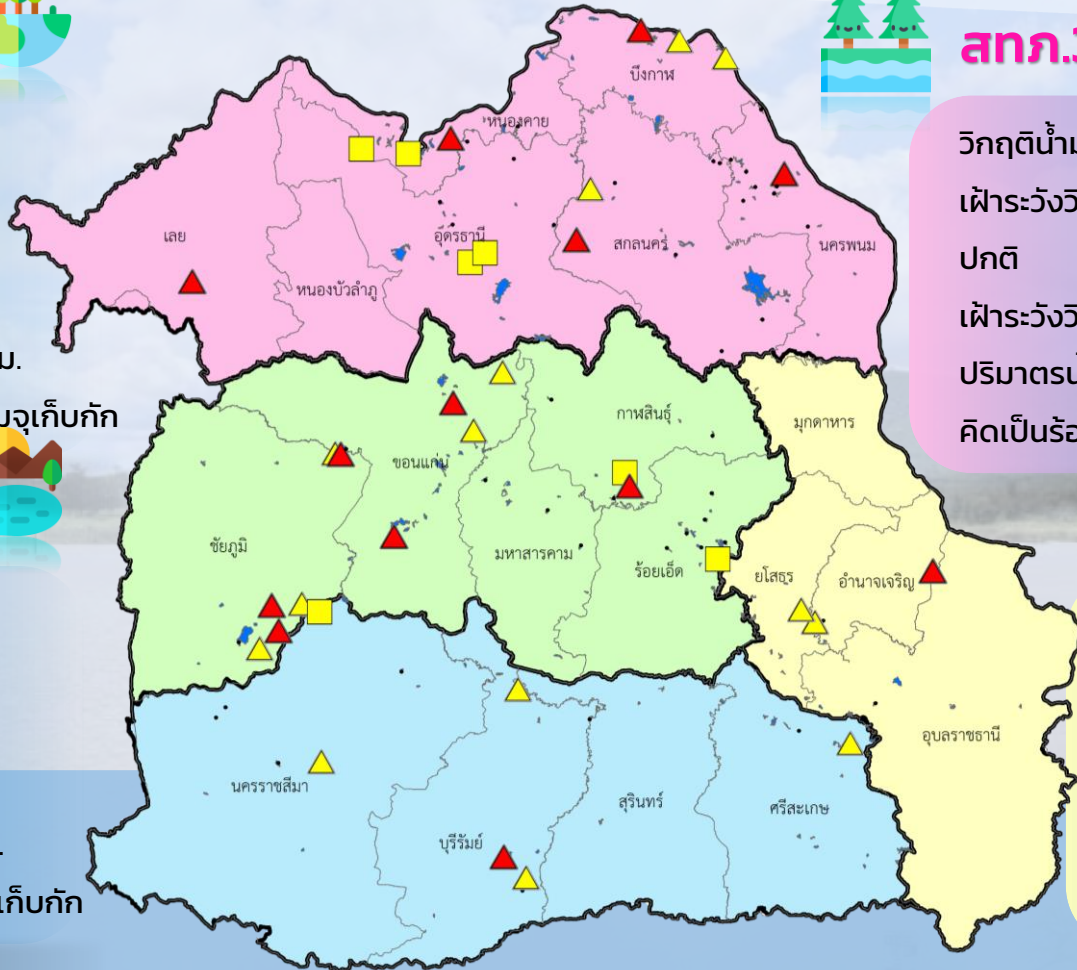 สทภ.3
วิกฤติน้ำ
เฝ้าระวังวิ
ปกติ
เฝ้าระวังวิ
ปริมาตรน้
คิดเป็นร้อ
ม.
มจุเก็บกัก
.
เก็บกัก
บึงกาฬ
หนองคาย
เลย
อุดรธานี
สกลนคร
นครพนม
หนองบัวลำภู
กาฬสินธุ์
มุกดาหาร
ขอนแก่น
ชัยภูมิ
มหาสารคาม
ร้อยเอ็ด
ยโสธร
อำนาจเจริญ
อุบลราชธานี
นครราชสีมา
สุรินทร์
ศรีสะเกษ
บุรีรัมย์